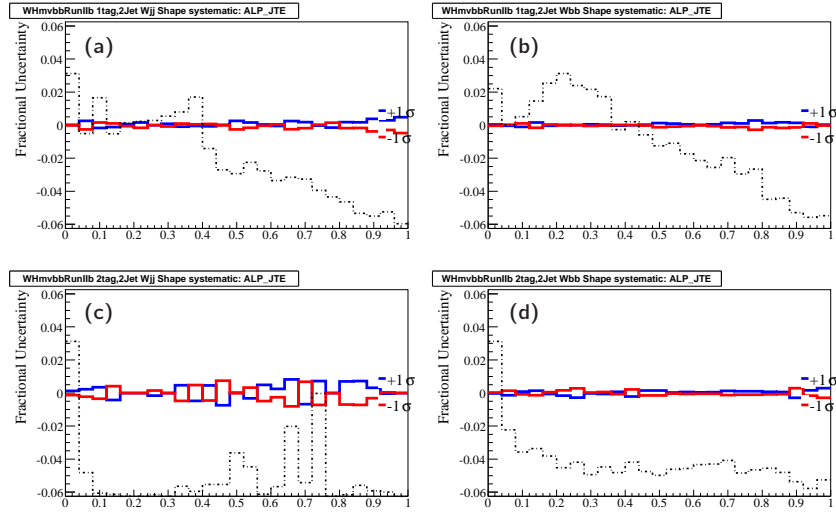 WHmvbbRunIIb 1tag,2Jet Wjj Shape systematic: ALP_JTE
(a)
Fractional Uncertainty
0.06
0.04
0.02
0
-0.02
-0.04
-0.06
+1σ
-1σ
0 0.1 0.2 0.3 0.4 0.5 0.6 0.7 0.8 0.9 1
WHmvbbRunIIb 1tag,2Jet Wbb Shape systematic: ALP_JTE
(b)
Fractional Uncertainty
0.06
0.04
0.02
0
-0.02
-0.04
-0.06
+1σ
-1σ
0 0.1 0.2 0.3 0.4 0.5 0.6 0.7 0.8 0.9 1
WHmvbbRunIIb 2tag,2Jet Wjj Shape systematic: ALP_JTE
(c)
Fractional Uncertainty
0.06
0.04
0.02
0
-0.02
-0.04
-0.06
+1σ
-1σ
0 0.1 0.2 0.3 0.4 0.5 0.6 0.7 0.8 0.9 1
WHmvbbRunIIb 2tag,2Jet Wbb Shape systematic: ALP_JTE
(d)
Fractional Uncertainty
0.06
0.04
0.02
0
-0.02
-0.04
-0.06
+1σ
-1σ
0 0.1 0.2 0.3 0.4 0.5 0.6 0.7 0.8 0.9 1